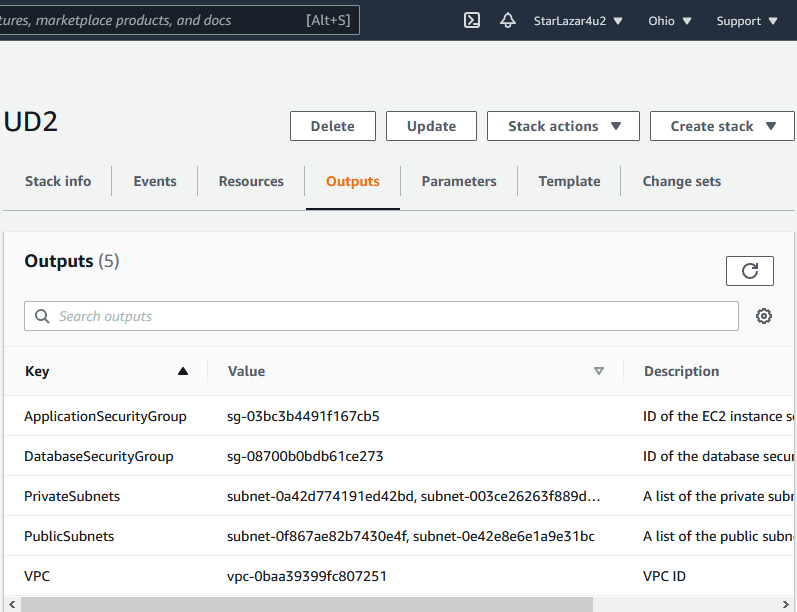 tures, marketplace products, and docs [Alt+S] StarLazar4u2 Ohio Support
UD2 Delete Update Stack actions Create stack
Stack info Events Resources Outputs Parameters Template Change sets
Outputs (5)
Search outputs
Key Value Description
ApplicationSecurityGroup sg-03bc3b4491f167cb5 ID of the EC2 instance se
DatabaseSecurityGroup sg-08700b0bdb61ce273 ID of the database secur
PrivateSubnets subnet-0a42d774191ed42bd, subnet-003ce26263f889d... A list of the private subn
PublicSubnets subnet-0f867ae82b7430e4f, subnet-0e42e8e6e1a9e31bc A list of the public subn
VPC vpc-0baa39399fc807251 VPC ID